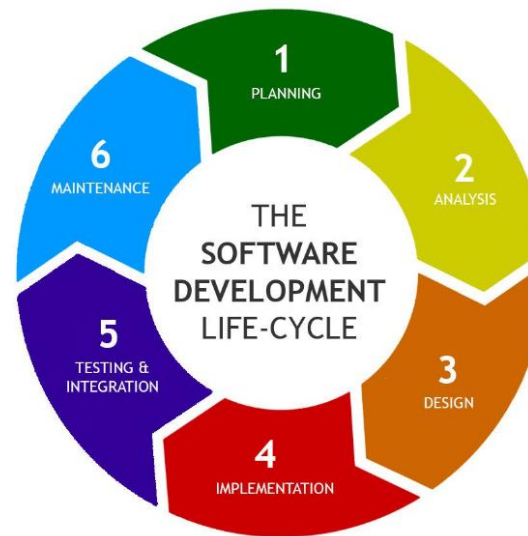 1
PLANNING
2
ANALYSIS
3
DESIGN
4
IMPLEMENTATION
5
TESTING &
INTEGRATION
6
MAINTENANCE
THE
SOFTWARE
DEVELOPMENT
LIFE-CYCLE